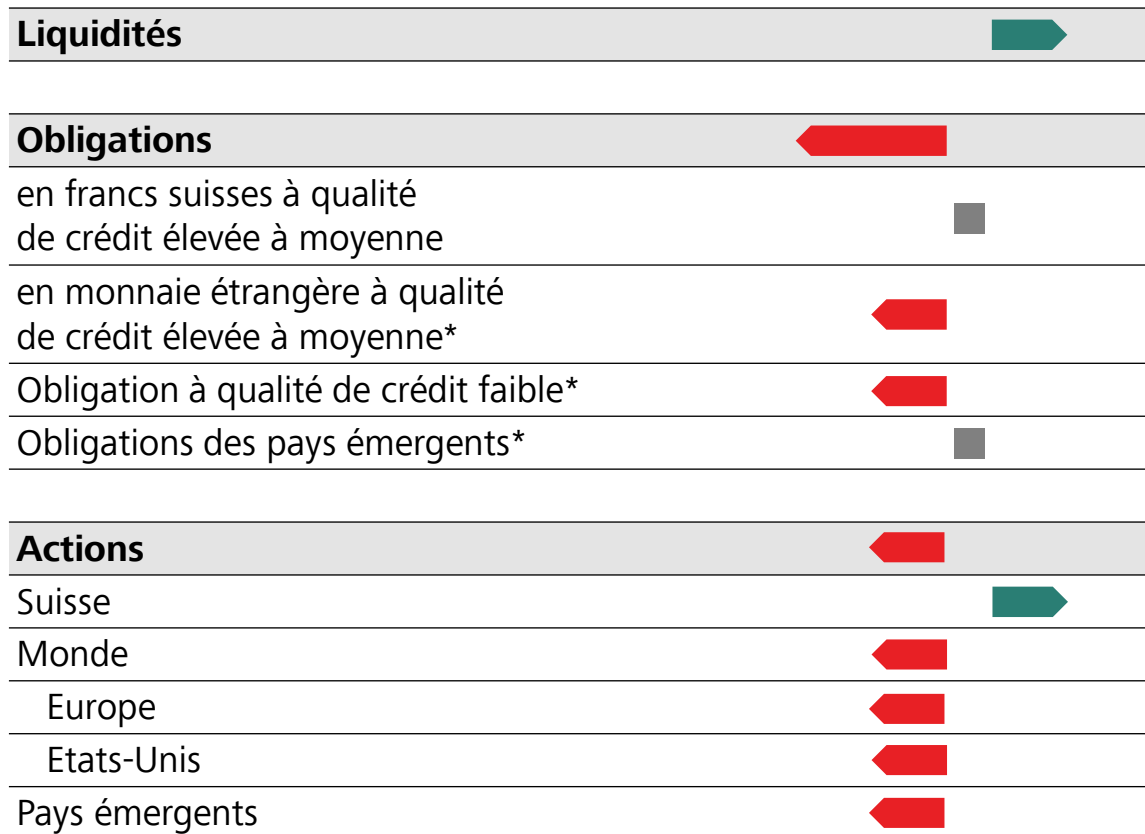 Liquidités
Obligations
en francs suisses à qualité
de crédit élevée à moyenne
en monnaie étrangère à qualité
de crédit élevée à moyenne*
Obligation à qualité de crédit faible*
Obligations des pays émergents*
Actions
Suisse
Monde
Europe
Etats-Unis
Pays émergents